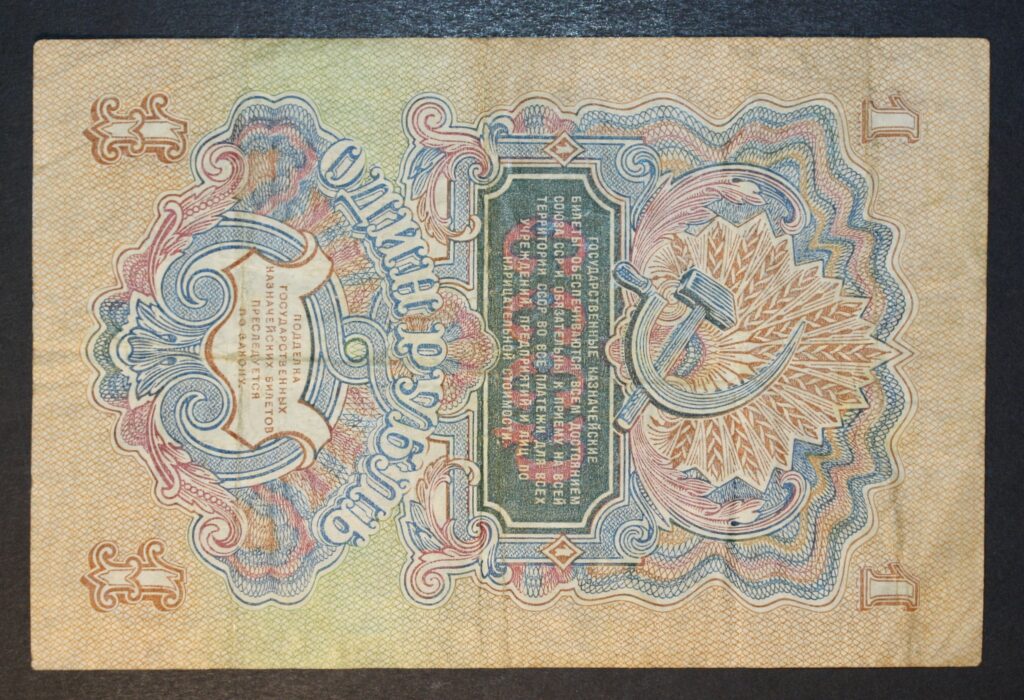 1 1
ГОСУДАРСТВЕННЫЕ КАЗНАЧЕЙСКИЕ
БИЛЕТЫ ОБЕСПЕЧИВАЮТСЯ ВСЕМ ДОСТОЯНИЕМ
СОЮЗА ССР И ОБЯЗАТЕЛЬНЫ К ПРИЕМУ НА ВСЕЙ
ТЕРРИТОРИИ СССР ВО ВСЕ ПЛАТЕЖИ ДЛЯ ВСЕХ
УЧРЕЖДЕНИЙ, ПРЕДПРИЯТИЙ И ЛИЦ ПО
НАРИЦАТЕЛЬНОЙ СТОИМОСТИ
1 1
ОДИН РУБЛЬ
ПОДДЕЛКА
ГОСУДАРСТВЕННЫХ
КАЗНАЧЕЙСКИХ БИЛЕТОВ
ПРЕСЛЕДУЕТСЯ
ПО ЗАКОНУ
1 1